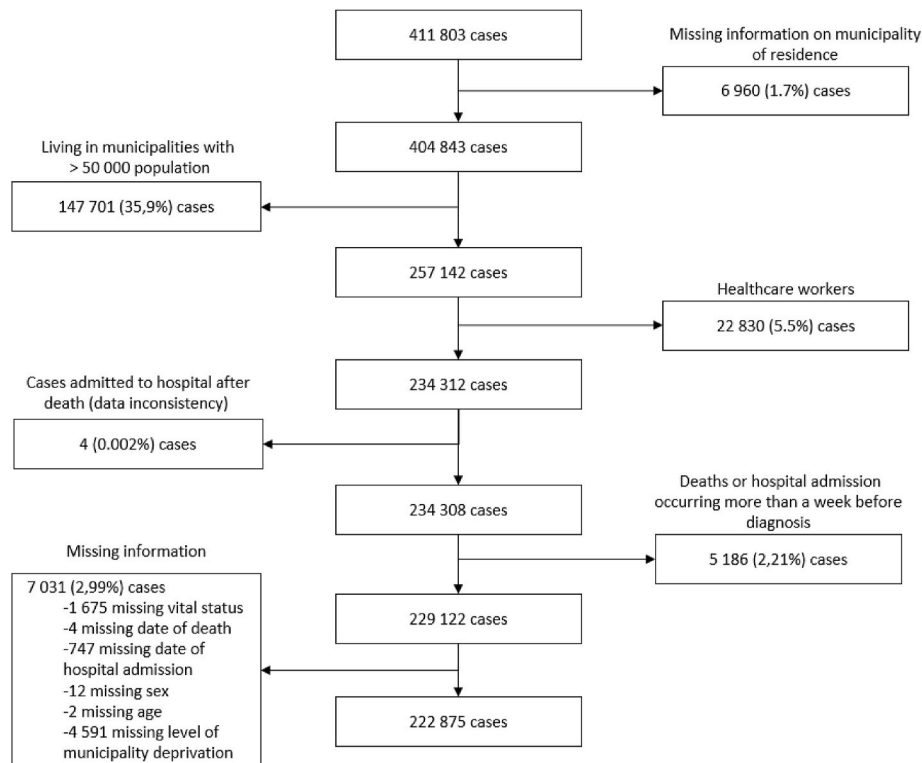 411 803 cases
Missing information on municipality
of residence
6 960 (1.7%) cases
404 843 cases
Living in municipalities with
> 50 000 population
147 701 (35,9%) cases
257 142 cases
Healthcare workers
22 830 (5.5%) cases
234 312 cases
Cases admitted to hospital after
death (data inconsistency)
4 (0.002%) cases
234 308 cases
Deaths or hospital admission
occurring more than a week before
diagnosis
5 186 (2,21%) cases
229 122 cases
Missing information
7 031 (2,99%) cases
-1 675 missing vital status
-4 missing date of death
-747 missing date of
hospital admission
-12 missing sex
-2 missing age
-4 591 missing level of
municipality deprivation
222 875 cases